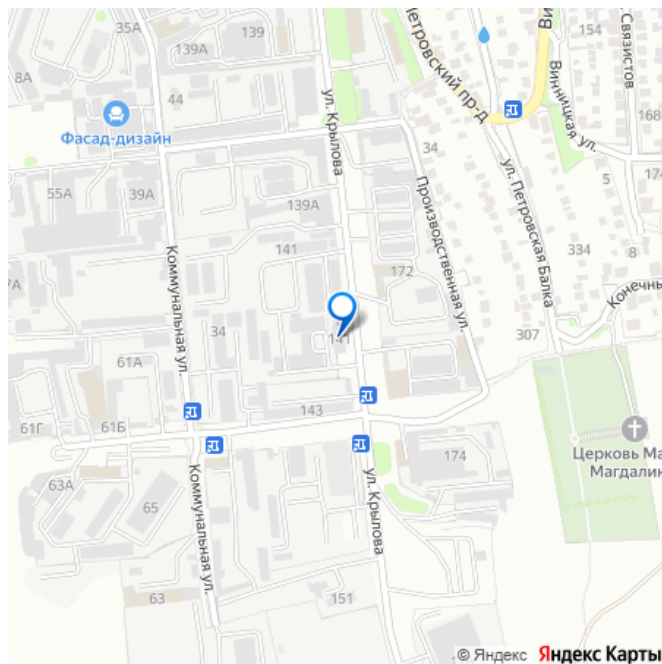 35А
139А
139
154
Связистов
8А
44
Петровский пр-д
Винницкая ул.
168
Фасад-дизайн
ул. Крылова
34
174
55А
39А
139А
5
ул. Петровская Балка
Коммунальная ул.
141
172
Производственная ул.
334
8
7А
Конечны
34
141
307
61А
61Г
61Б
143
Церковь Ма
Магдалин
63А
65
Коммунальная ул.
ул. Крылова
174
63
151
© Яндекс Яндекс Карты